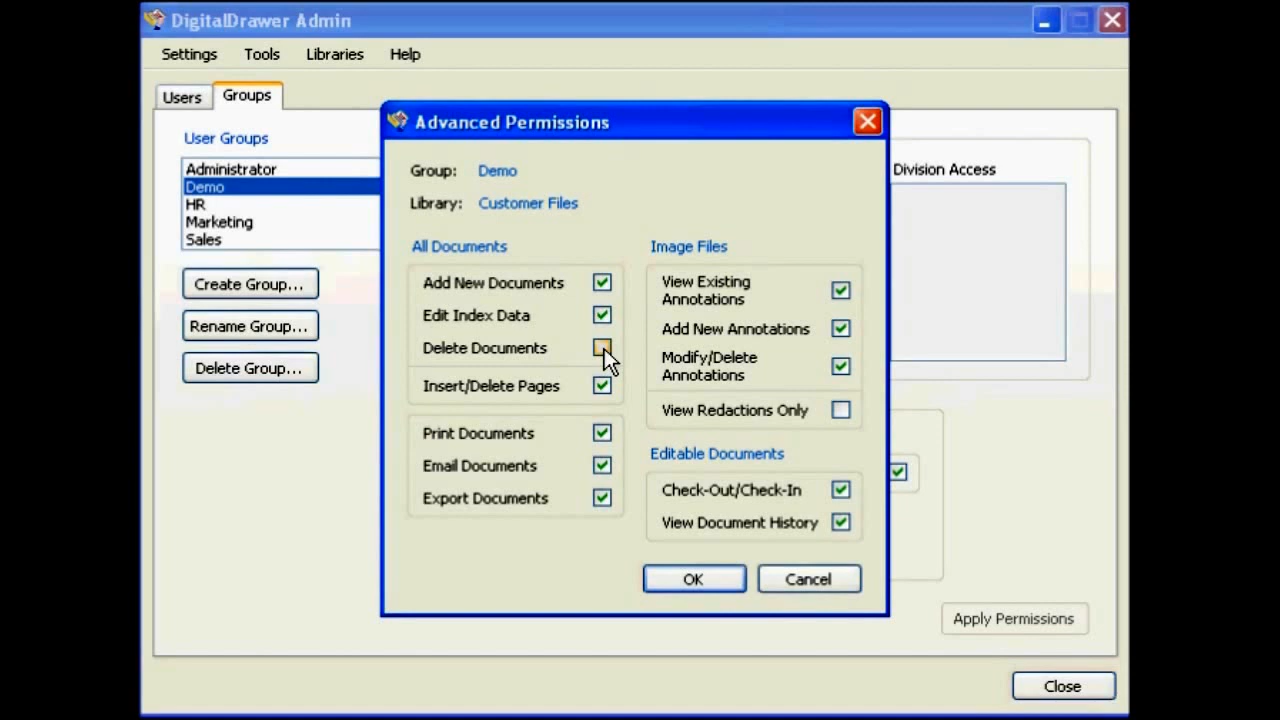 DigitalDrawer Admin
Settings Tools Libraries Help
Users Groups
User Groups
Administrator
Demo
HR
Marketing
Sales
Create Group...
Rename Group...
Delete Group...
Advanced Permissions
Group: Demo
Library: Customer Files
All Documents
Add New Documents
Edit Index Data
Delete Documents
Insert/Delete Pages
Print Documents
Email Documents
Export Documents
Image Files
View Existing
Annotations
Add New Annotations
Modify/Delete
Annotations
View Redactions Only
Editable Documents
Check-Out/Check-In
View Document History
OK Cancel
Division Access
Apply Permissions
Close